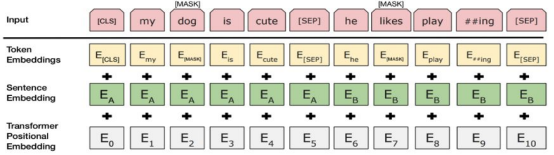 [MASK] [MASK]
Input [CLS] my dog is cute [SEP] he likes play ##ing [SEP]
Token
Embeddings
E[CLS] Emy E[MASK] Eis Ecute E[SEP] Ehe E[MASK] Eplay E##ing E[SEP]
+ + + + + + + + + + +
Sentence
Embedding
EA EA EA EA EA EA EB EB EB EB EB
+ + + + + + + + + + +
Transformer
Positional
Embedding
E0 E1 E2 E3 E4 E5 E6 E7 E8 E9 E10